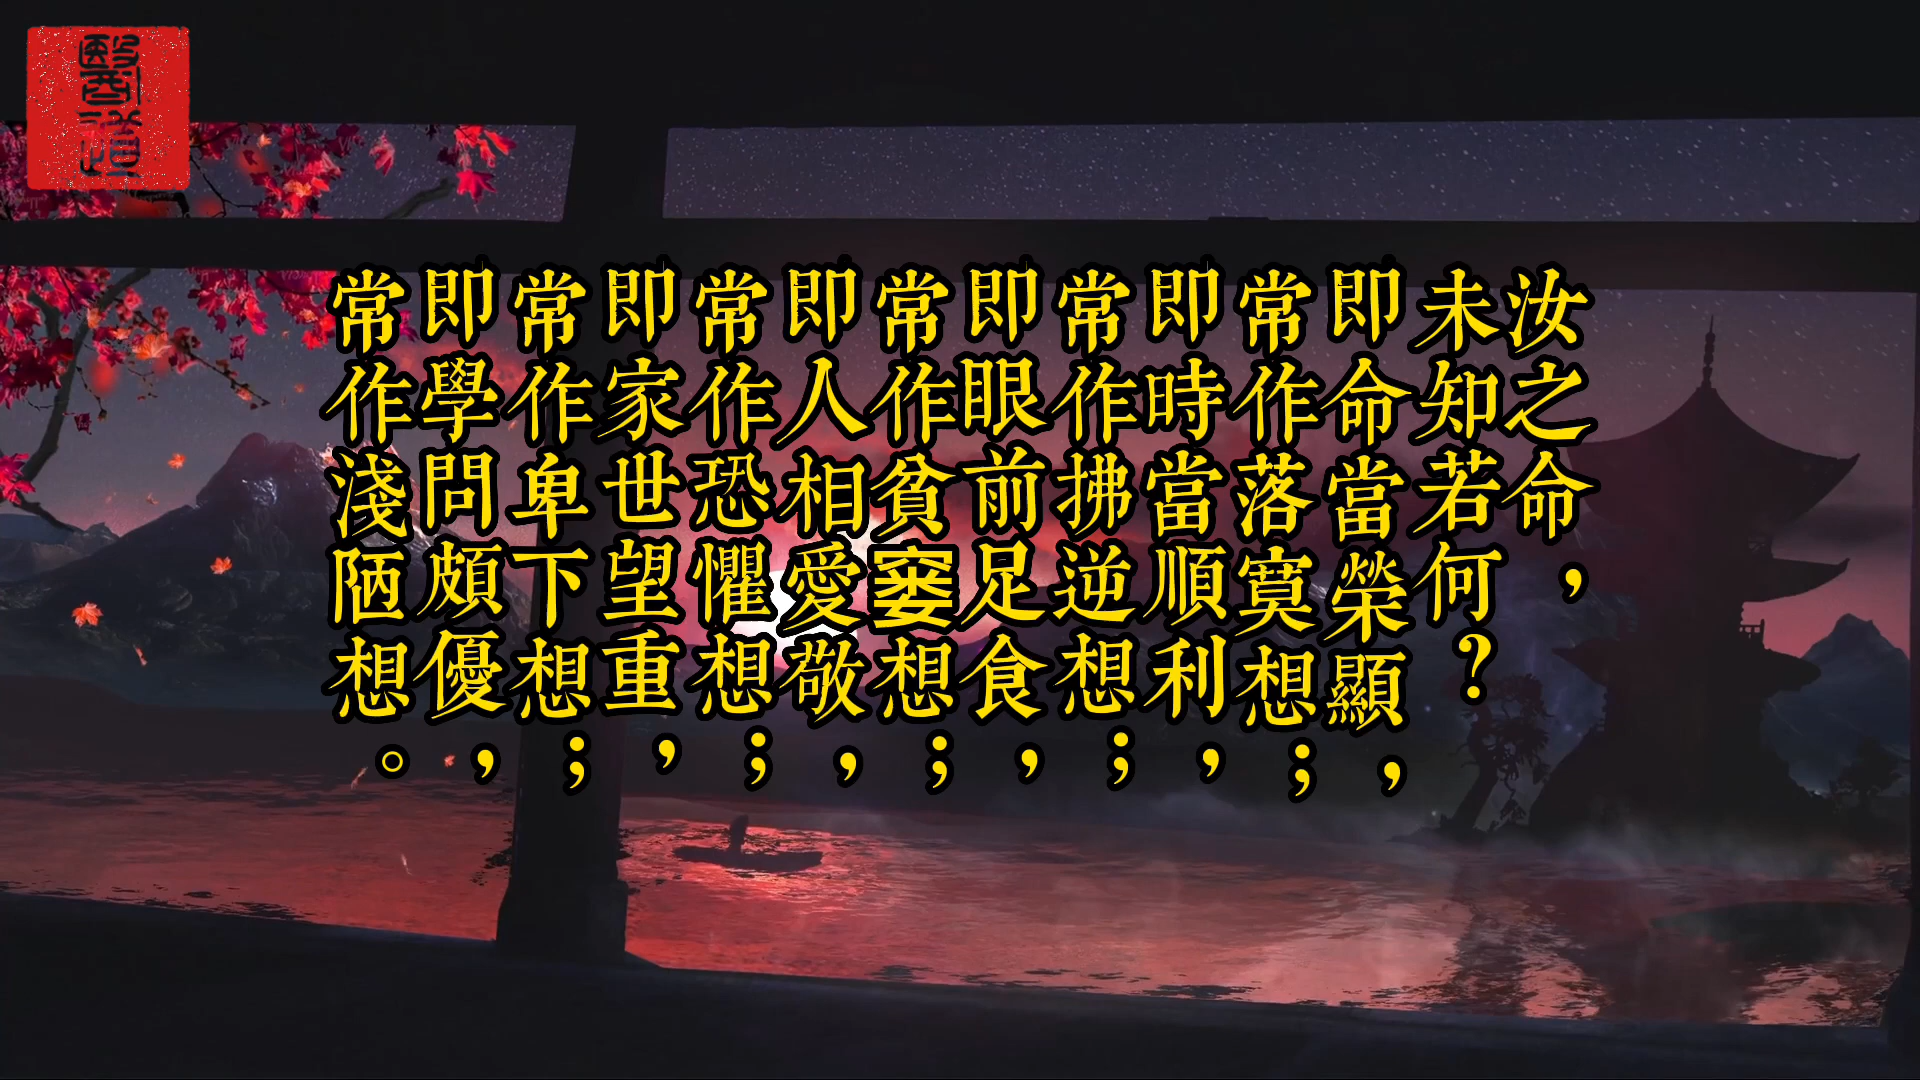 醫道
汝之命，
未知若何？
即命當榮顯，
常作落寞想；
即時當順利，
常作拂逆想；
即眼前足食，
常作貧窶想；
即人相愛敬，
常作恐懼想；
即家世望重，
常作卑下想；
即學問頗優，
常作淺陋想。